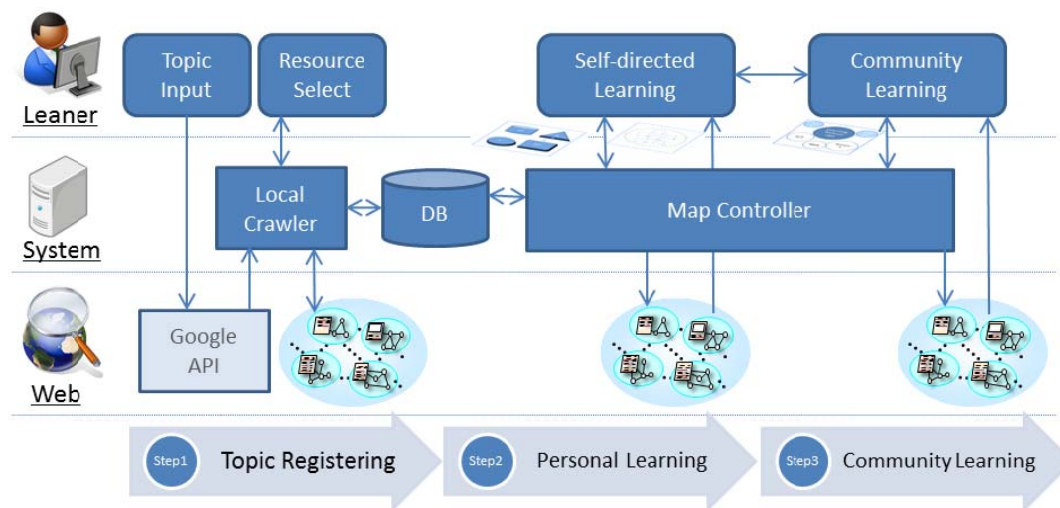 Topic
Input
Resource
Select
Self-directed
Learning
Community
Learning
Leaner
Local
Crawler
DB
Map Controller
System
Google
API
Web
Step1
Topic Registering
Step2
Personal Learning
Step3
Community Learning